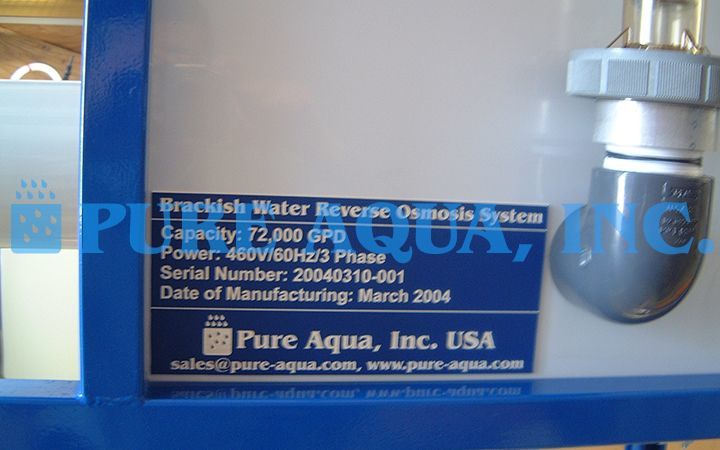 Brackish Water Reverse Osmosis System
Capacity: 72,000 GPD
Power: 460V/60Hz/3 Phase
Serial Number: 20040310-001
Date of Manufacturing: March 2004
Pure Aqua, Inc. USA
sales@pure-aqua.com, www.pure-aqua.com
PURE AQUA, INC.